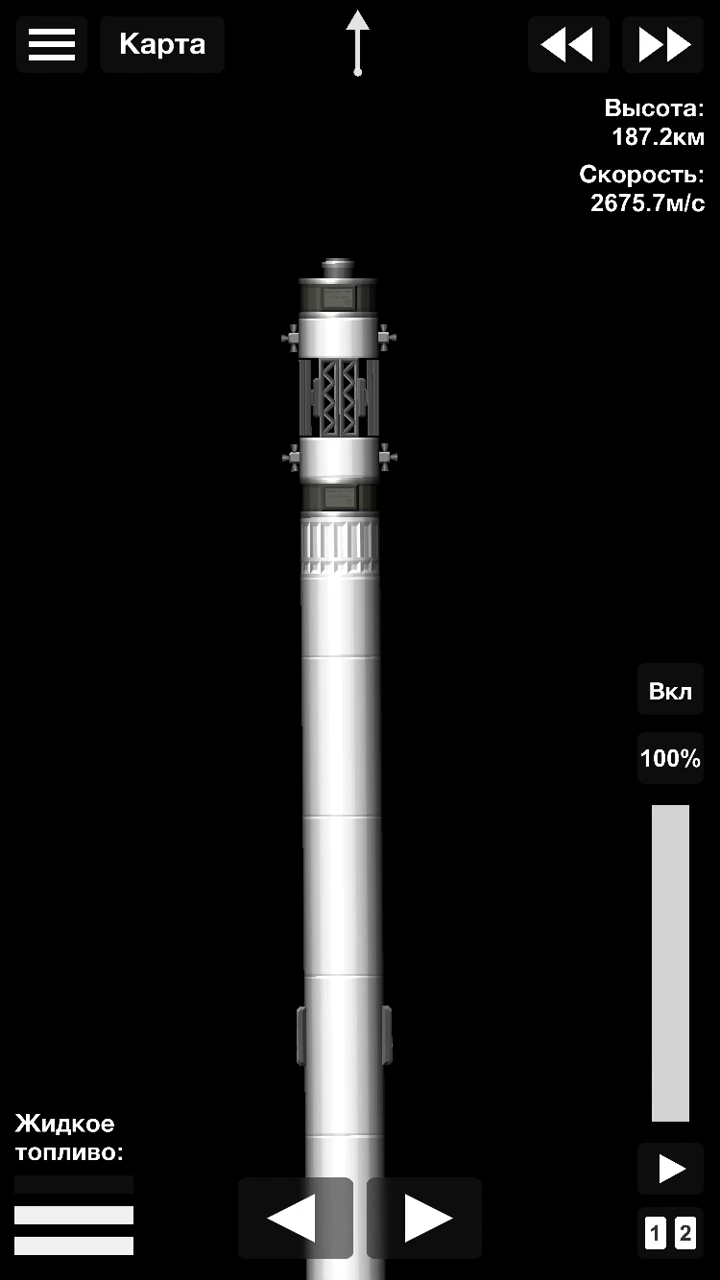 Карта
Высота:
187.2км
Скорость:
2675.7м/с
Вкл
100%
Жидкое
топливо:
1 2